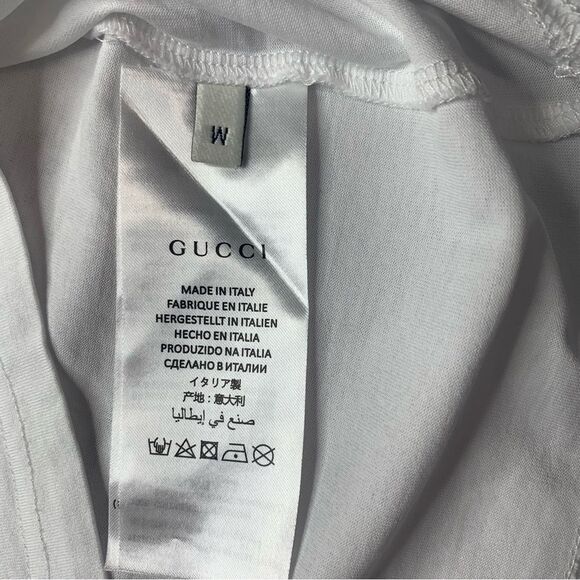 M
GUCCI
MADE IN ITALY
FABRIQUE EN ITALIE
HERGESTELLT IN ITALIEN
HECHO EN ITALIA
PRODUZIDO NA ITALIA
СДЕЛАНО В ИТАЛИИ
イタリア製
产地：意大利
صنع في إيطاليا